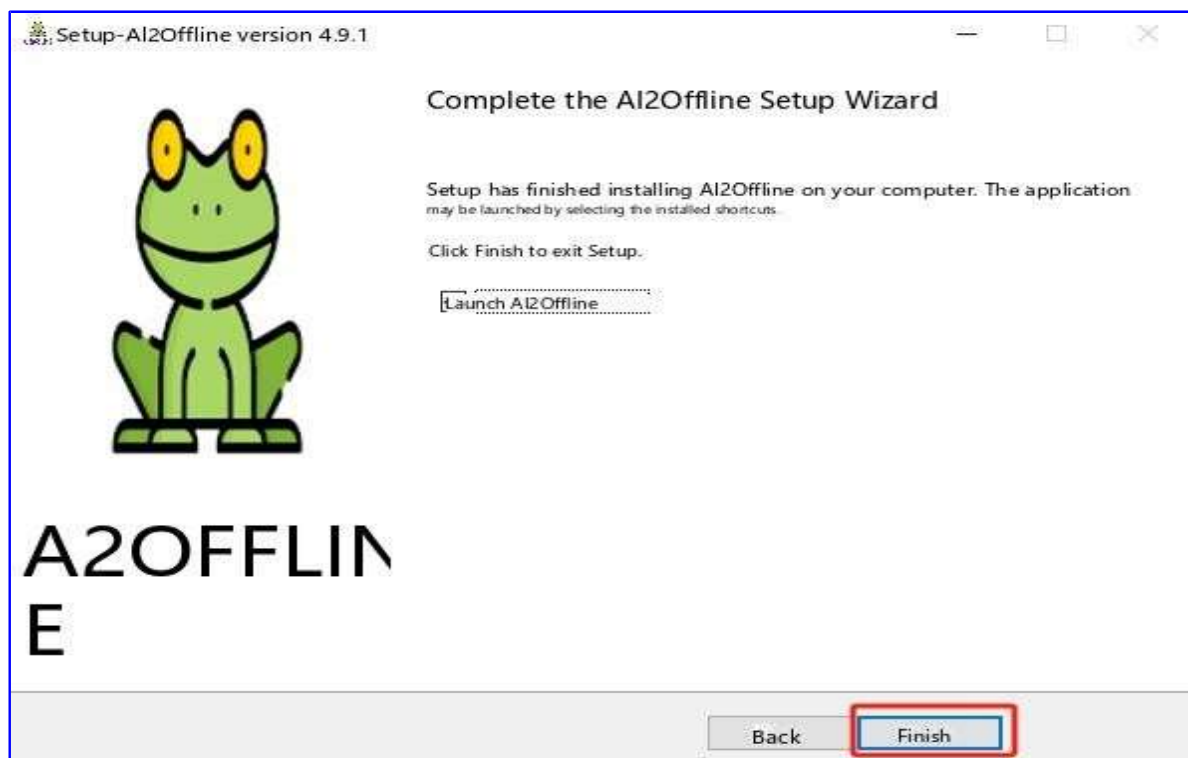 Setup-Al2Offline version 4.9.1
Complete the AI2Offline Setup Wizard
Setup has finished installing AI2Offline on your computer. The application
may be launched by selecting the installed shortcuts.
Click Finish to exit Setup.
Launch AI2Offline
A2OFFLIN
E
Back
Finish